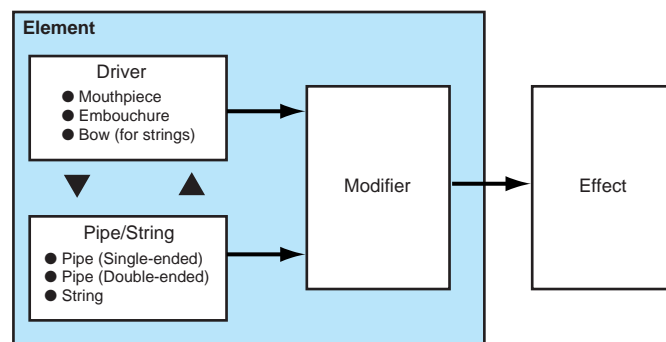 Element
Driver
● Mouthpiece
● Embouchure
● Bow (for strings)
Pipe/String
● Pipe (Single-ended)
● Pipe (Double-ended)
● String
Modifier
Effect